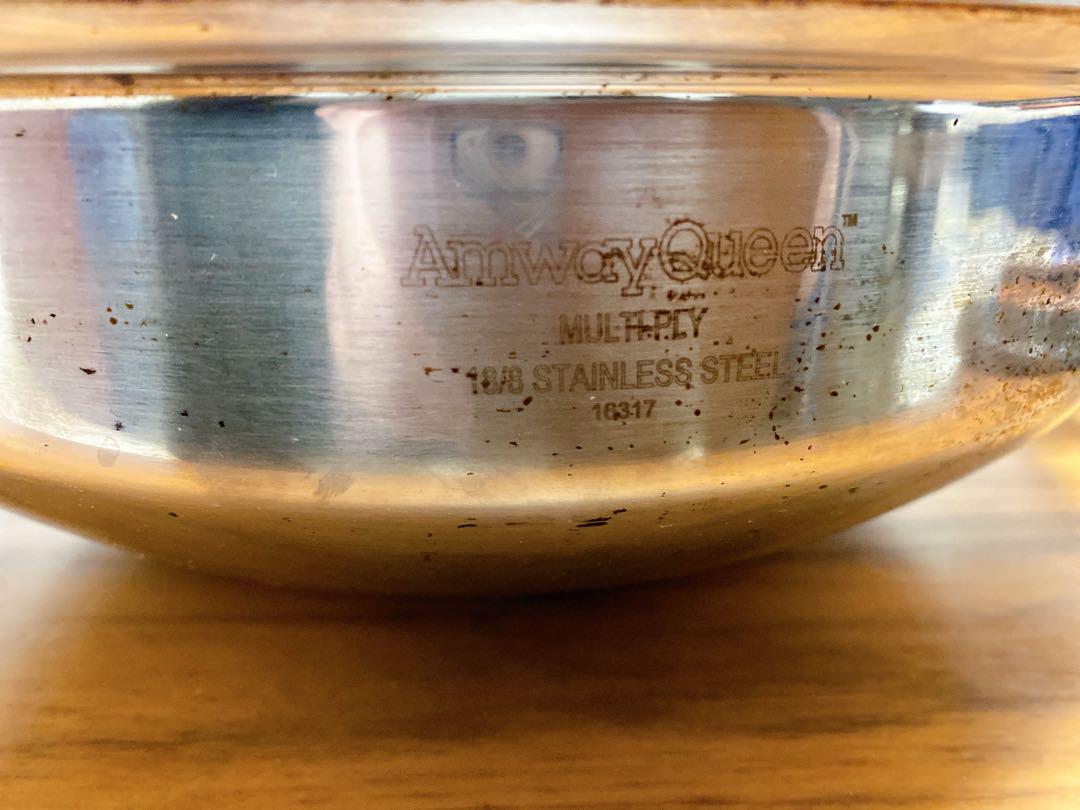 AmwayQueen™
MULTI-PLY
18/8 STAINLESS STEEL
16317